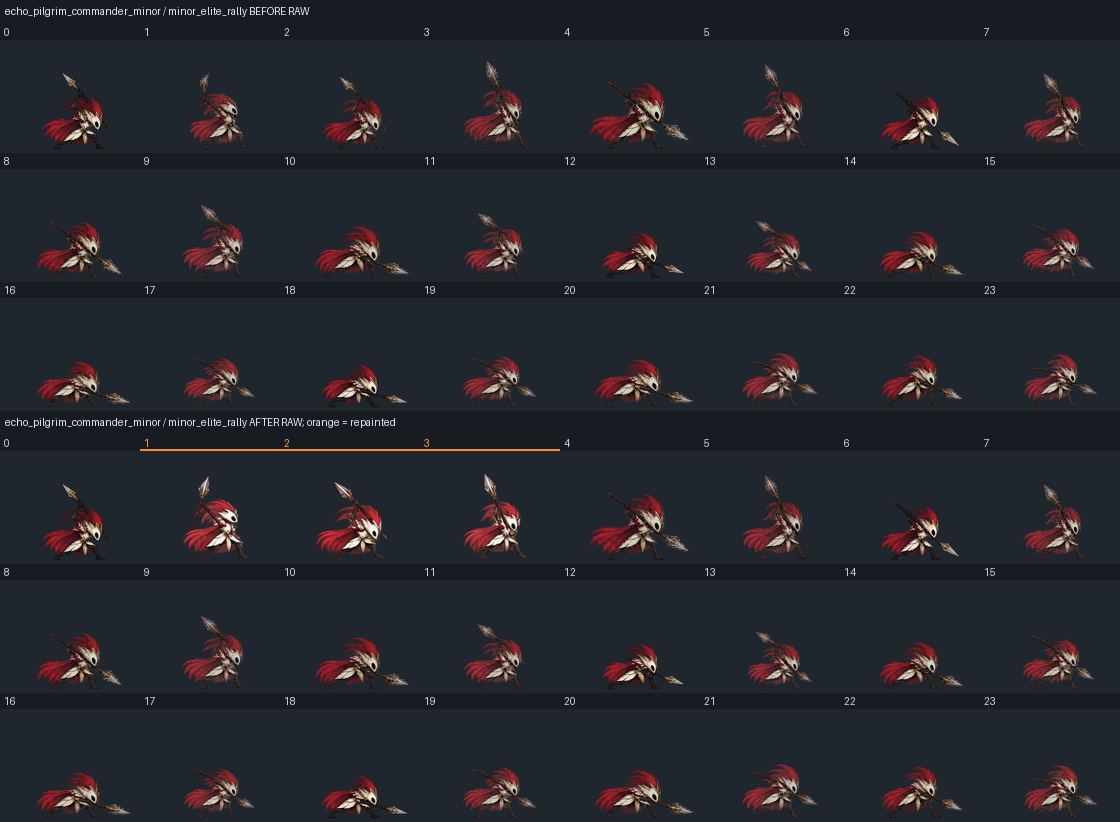 echo_pilgrim_commander_minor / minor_elite_rally BEFORE RAW
0 1 2 3 4 5 6 7
8 9 10 11 12 13 14 15
16 17 18 19 20 21 22 23
echo_pilgrim_commander_minor / minor_elite_rally AFTER RAW; orange = repainted
0 1 2 3 4 5 6 7
8 9 10 11 12 13 14 15
16 17 18 19 20 21 22 23